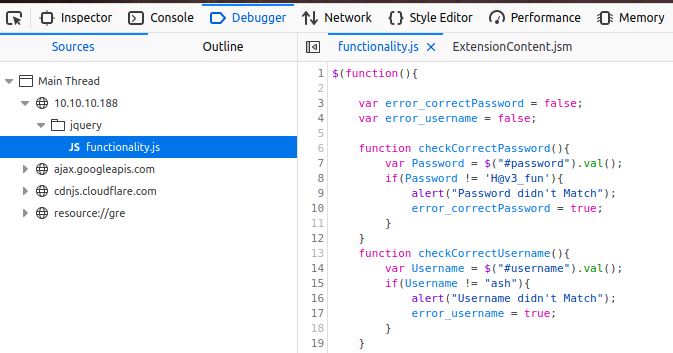 Inspector Console Debugger Network Style Editor Performance Memory
Sources Outline functionality.js ExtensionContent.jsm
Main Thread
10.10.10.188
jquery
JS functionality.js
ajax.googleapis.com
cdnjs.cloudflare.com
resource://gre
1 $(function(){
2
3 var error_correctPassword = false;
4 var error_username = false;
5
6 function checkCorrectPassword(){
7 var Password = $("#password").val();
8 if(Password != 'H@v3_fun'){
9 alert("Password didn't Match");
10 error_correctPassword = true;
11 }
12 }
13 function checkCorrectUsername(){
14 var Username = $("#username").val();
15 if(Username != "ash"){
16 alert("Username didn't Match");
17 error_username = true;
18 }
19 }